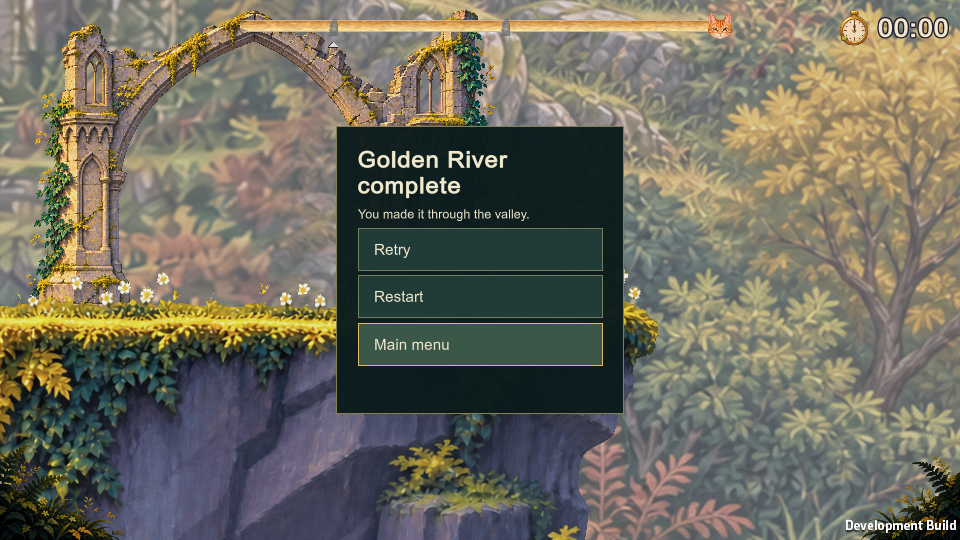 00:00
Golden River
complete
You made it through the valley.
Retry
Restart
Main menu
Development Build